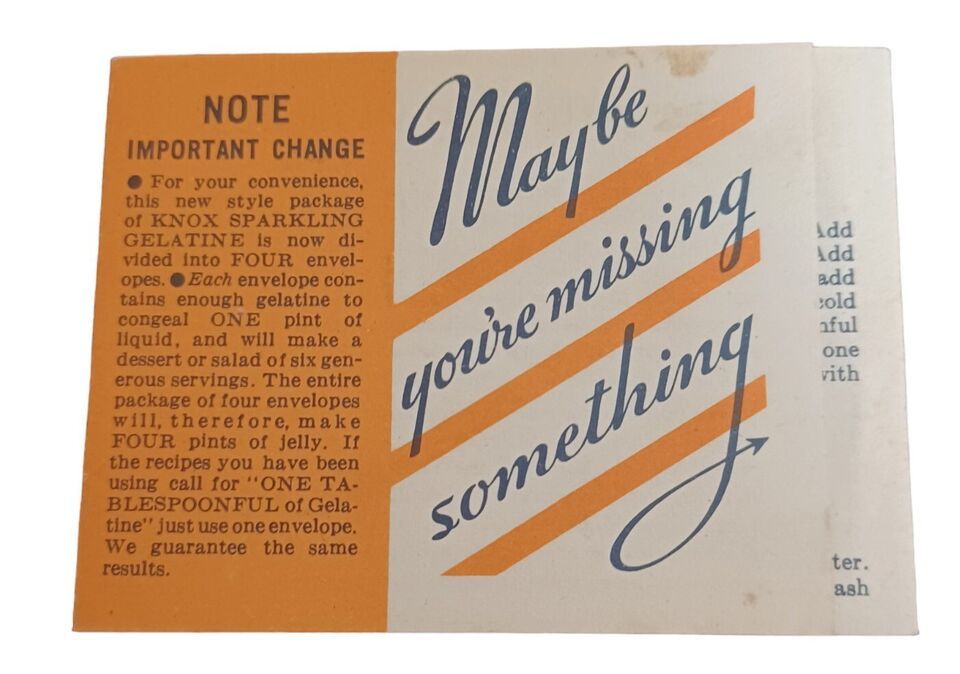 NOTE
IMPORTANT CHANGE
● For your convenience,
this new style package
of KNOX SPARKLING
GELATINE is now di-
vided into FOUR envel-
opes. ● Each envelope con-
tains enough gelatine to
congeal ONE pint of
liquid, and will make a
dessert or salad of six gen-
erous servings. The entire
package of four envelopes
will, therefore, make
FOUR pints of jelly. If
the recipes you have been
using call for "ONE TA-
BLESPOONFUL of Gela-
tine" just use one envelope.
We guarantee the same
results.
Maybe
you're missing
something
Add
Add
add
cold
nful
one
with
ter.
ash